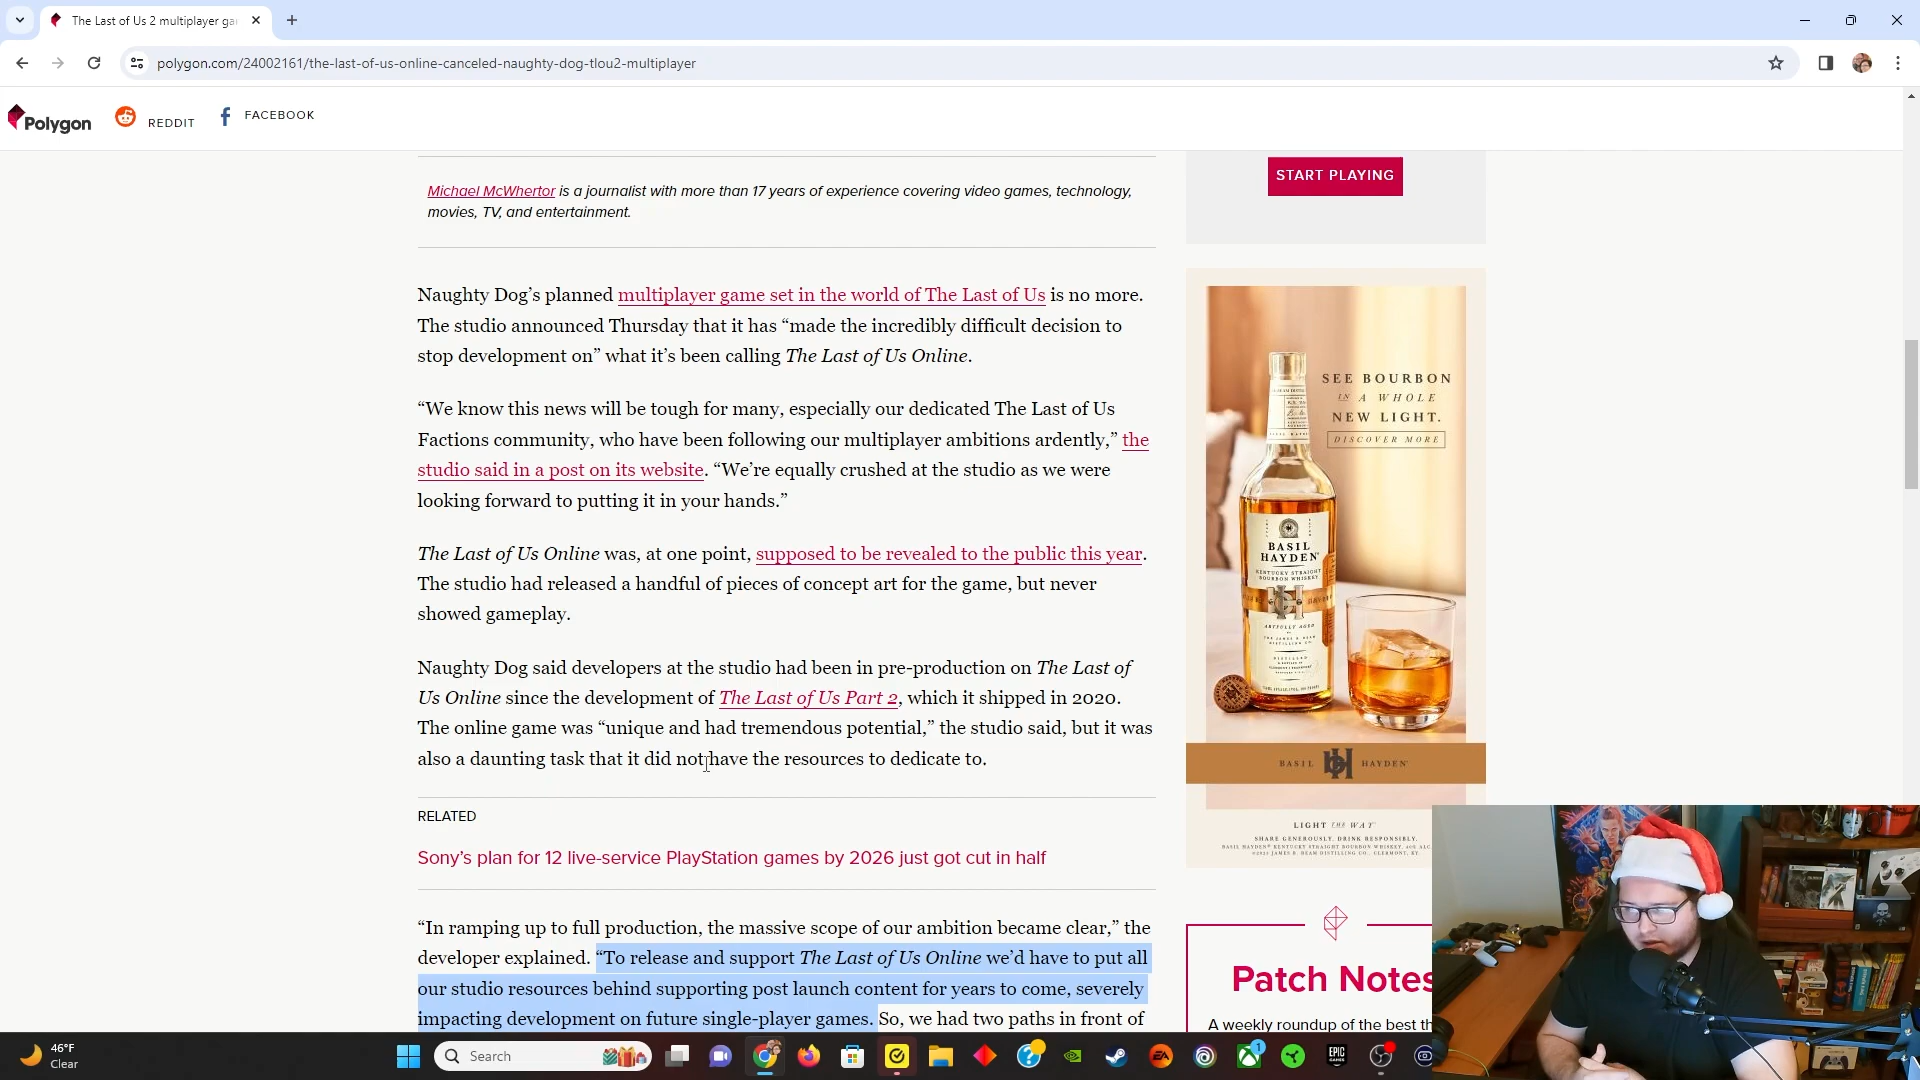 The Last of Us 2 multiplayer ga
polygon.com/24002161/the-last-of-us-online-canceled-naughty-dog-tlou2-multiplayer
Polygon
REDDIT
FACEBOOK
START PLAYING
Michael McWhertor is a journalist with more than 17 years of experience covering video games, technology,
movies, TV, and entertainment.
Naughty Dog’s planned multiplayer game set in the world of The Last of Us is no more.
The studio announced Thursday that it has “made the incredibly difficult decision to
stop development on” what it’s been calling The Last of Us Online.
“We know this news will be tough for many, especially our dedicated The Last of Us
Factions community, who have been following our multiplayer ambitions ardently,” the
studio said in a post on its website. “We’re equally crushed at the studio as we were
looking forward to putting it in your hands.”
The Last of Us Online was, at one point, supposed to be revealed to the public this year.
The studio had released a handful of pieces of concept art for the game, but never
showed gameplay.
Naughty Dog said developers at the studio had been in pre-production on The Last of
Us Online since the development of The Last of Us Part 2, which it shipped in 2020.
The online game was “unique and had tremendous potential,” the studio said, but it was
also a daunting task that it did not have the resources to dedicate to.
RELATED
Sony’s plan for 12 live-service PlayStation games by 2026 just got cut in half
“In ramping up to full production, the massive scope of our ambition became clear,” the
developer explained. “To release and support The Last of Us Online we’d have to put all
our studio resources behind supporting post launch content for years to come, severely
impacting development on future single-player games. So, we had two paths in front of
SEE BOURBON
IN A WHOLE
NEW LIGHT.
DISCOVER MORE
BASIL
HAYDEN
KENTUCKY STRAIGHT
BOURBON WHISKEY
ARTFULLY AGED
BASIL bH HAYDEN
LIGHT THE WAY
SHARE GENEROUSLY. DRINK RESPONSIBLY.
Patch Notes
A weekly roundup of the best th
46°F
Clear
Search
EA
1
EPIC
GAMES